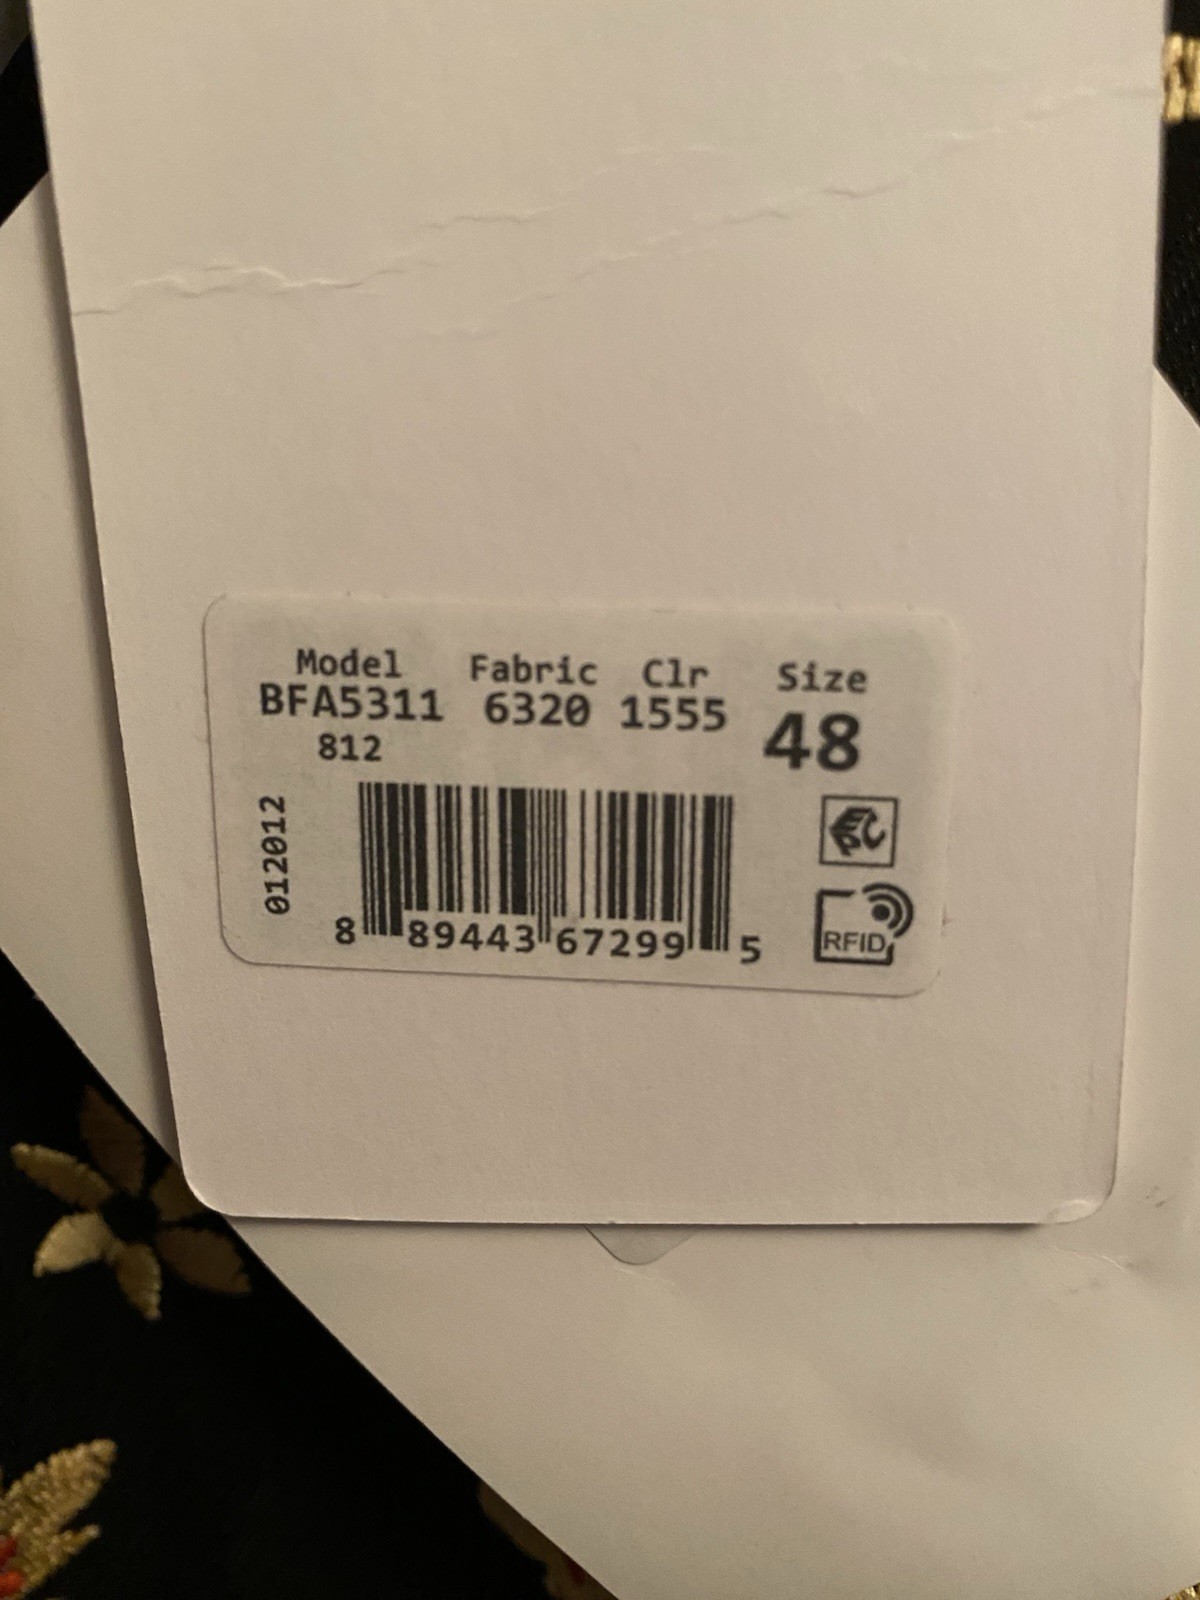 Model Fabric Clr Size
BFA5311 6320 1555 48
812
012012
8 89443 67299 5
RFID